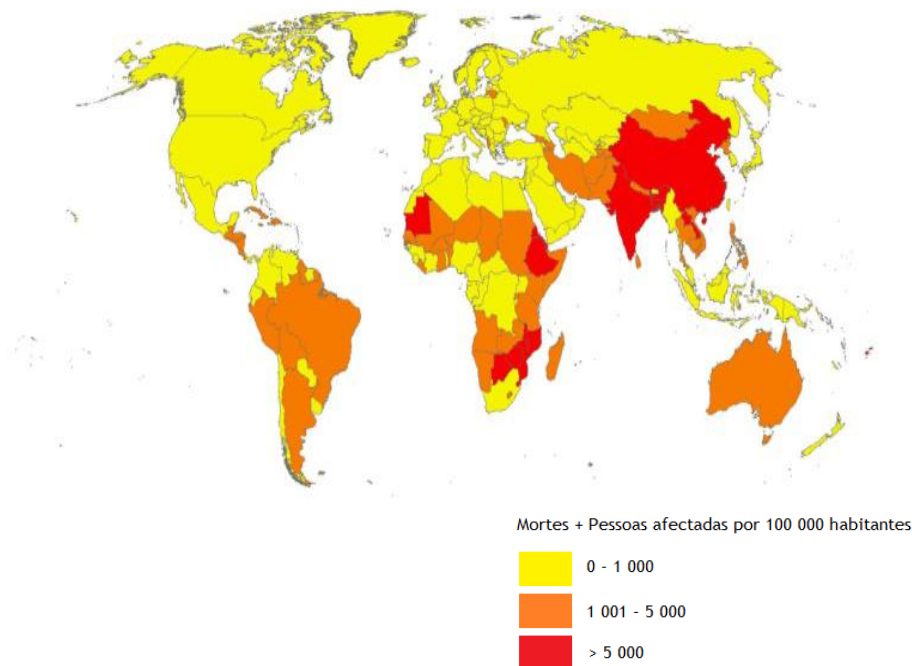 Mortes + Pessoas afectadas por 100 000 habitantes
0 - 1 000
1 001 - 5 000
> 5 000